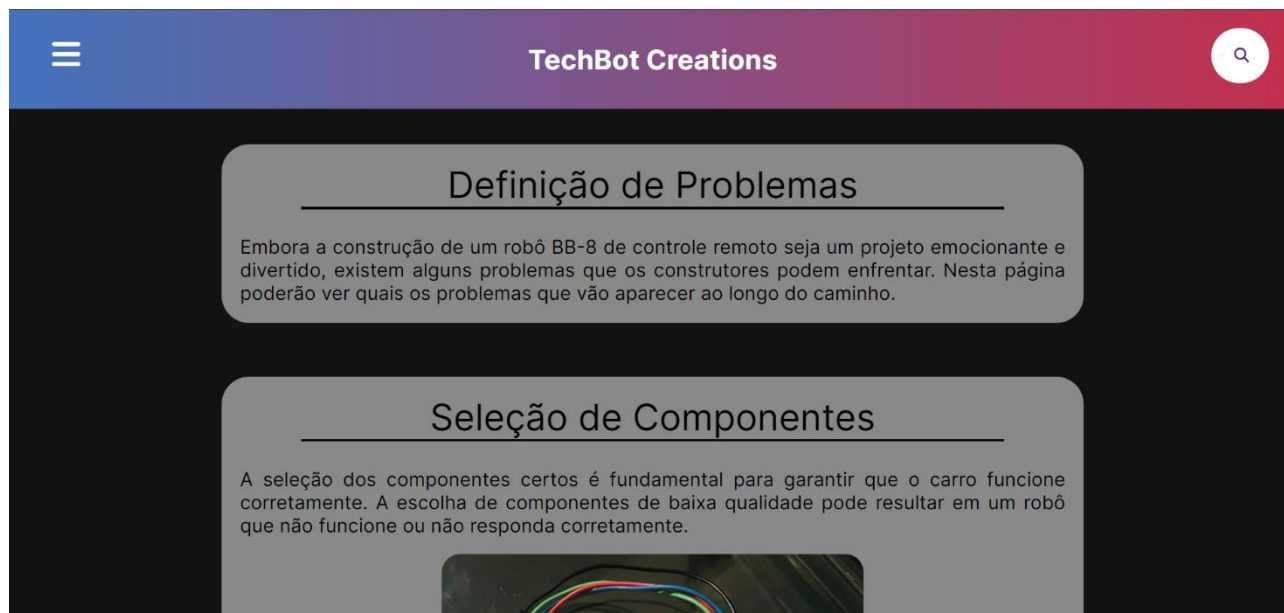 TechBot Creations
Definição de Problemas
Embora a construção de um robô BB-8 de controle remoto seja um projeto emocionante e
divertido, existem alguns problemas que os construtores podem enfrentar. Nesta página
poderão ver quais os problemas que vão aparecer ao longo do caminho.
Seleção de Componentes
A seleção dos componentes certos é fundamental para garantir que o carro funcione
corretamente. A escolha de componentes de baixa qualidade pode resultar em um robô
que não funcione ou não responda corretamente.